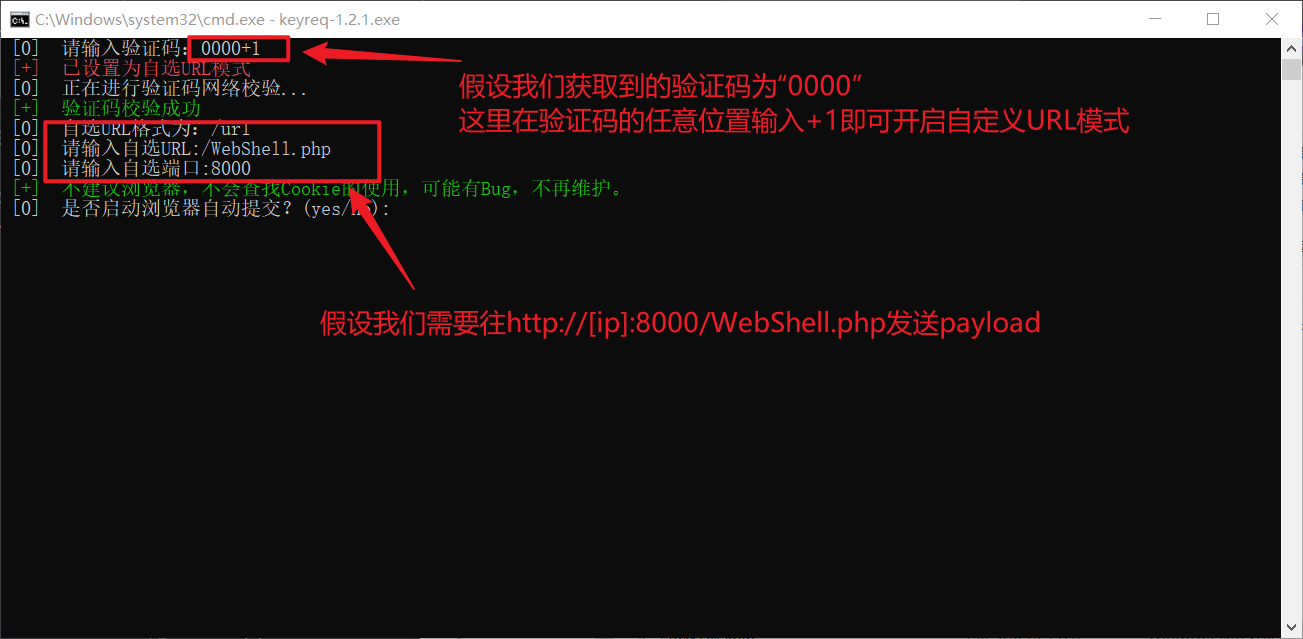 C:\Windows\system32\cmd.exe - keyreq-1.2.1.exe
[0] 请输入验证码: 0000+1
[+] 已设置为自选URL模式
[0] 正在进行验证码网络校验...
[+] 验证码校验成功
[0] 自选URL格式为: /url
[0] 请输入自选URL:/WebShell.php
[0] 请输入自选端口:8000
[+] 不建议浏览器，不会查找Cookie的使用，可能有Bug，不再维护。
[0] 是否启动浏览器自动提交？(yes/no):
假设我们获取到的验证码为“0000”
这里在验证码的任意位置输入+1即可开启自定义URL模式
假设我们需要往http://[ip]:8000/WebShell.php发送payload